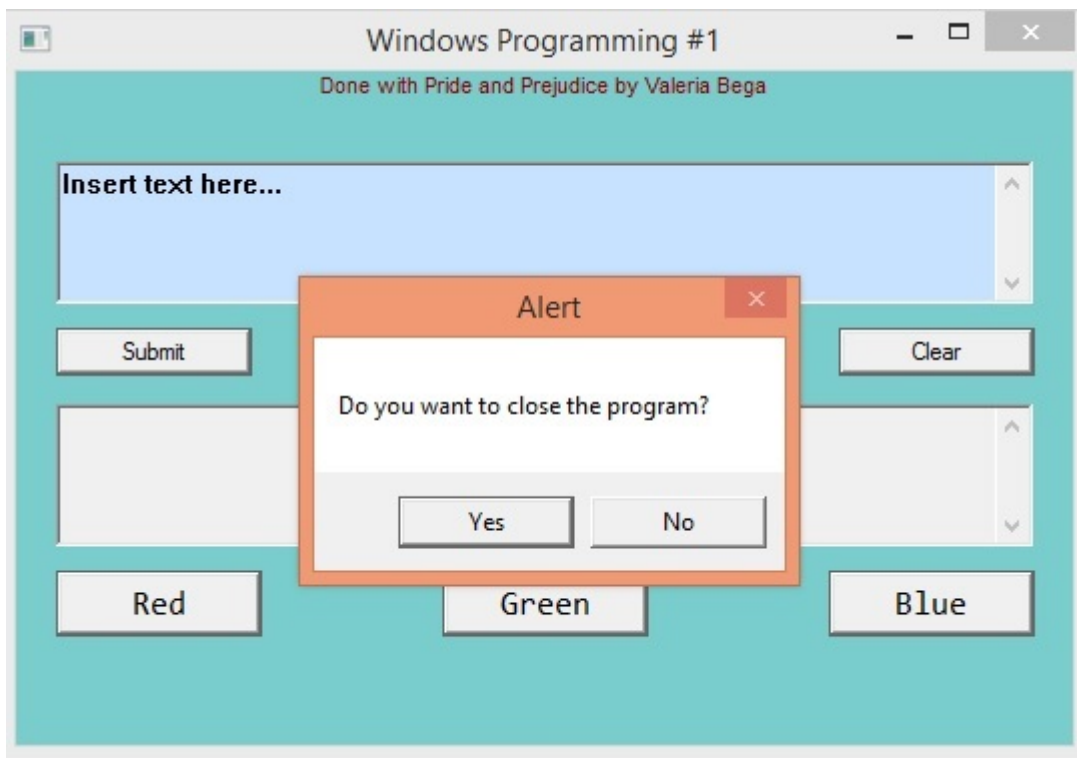 Windows Programming #1
Done with Pride and Prejudice by Valeria Bega
Insert text here...
Submit
Clear
Alert
Do you want to close the program?
Yes
No
Red
Green
Blue